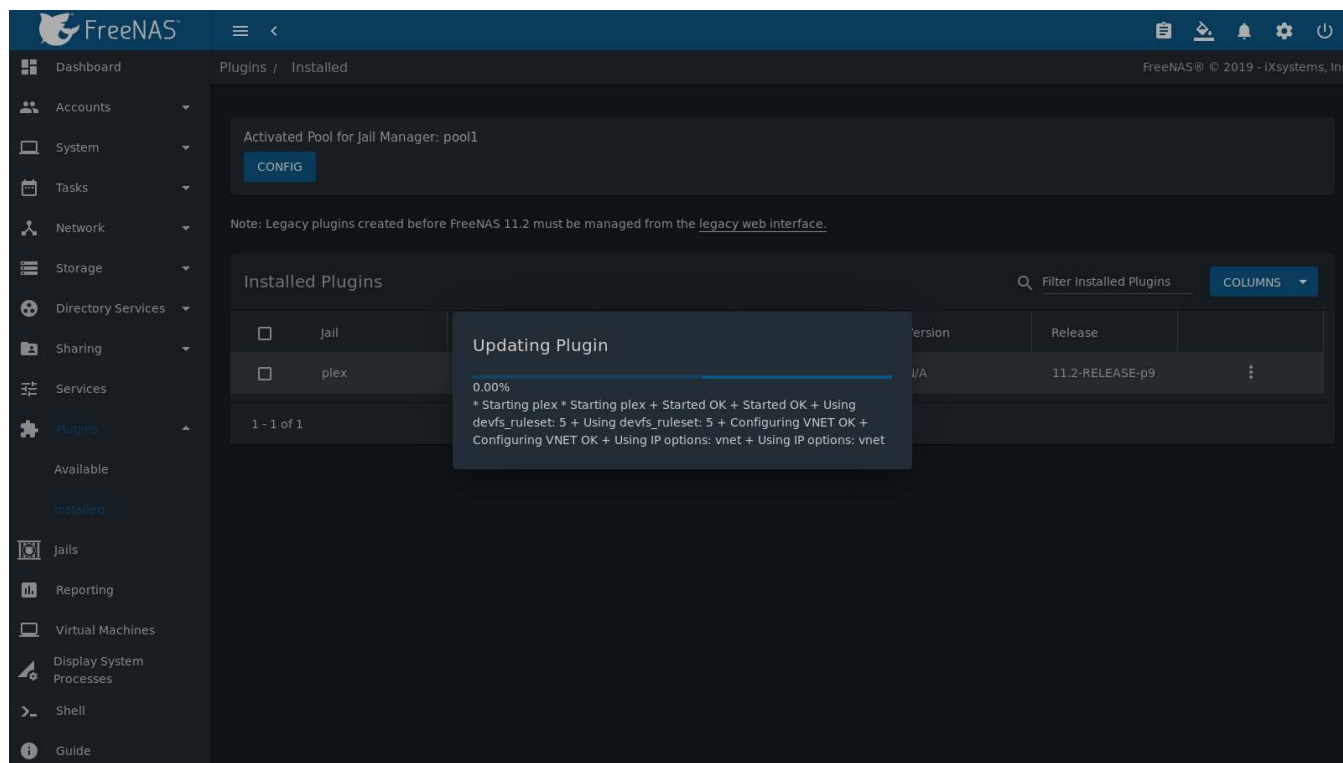 FreeNAS
Dashboard
Plugins / Installed
FreeNAS® © 2019 - iXsystems, Inc
Accounts
System
Tasks
Network
Storage
Directory Services
Sharing
Services
Plugins
Available
Installed
Jails
Reporting
Virtual Machines
Display System
Processes
Shell
Guide
Activated Pool for Jail Manager: pool1
CONFIG
Note: Legacy plugins created before FreeNAS 11.2 must be managed from the legacy web interface.
Installed Plugins
Filter Installed Plugins
COLUMNS
Jail
ersion
Release
plex
/A
11.2-RELEASE-p9
1 - 1 of 1
Updating Plugin
0.00%
* Starting plex * Starting plex + Started OK + Started OK + Using
devfs_ruleset: 5 + Using devfs_ruleset: 5 + Configuring VNET OK +
Configuring VNET OK + Using IP options: vnet + Using IP options: vnet